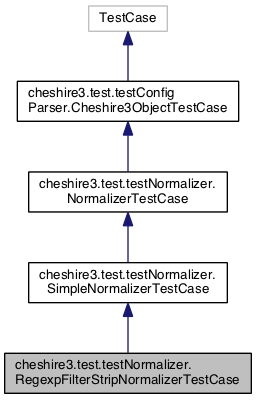 TestCase
cheshire3.test.testConfig
Parser.Cheshire3ObjectTestCase
cheshire3.test.testNormalizer.
NormalizerTestCase
cheshire3.test.testNormalizer.
SimpleNormalizerTestCase
cheshire3.test.testNormalizer.
RegexpFilterStripNormalizerTestCase